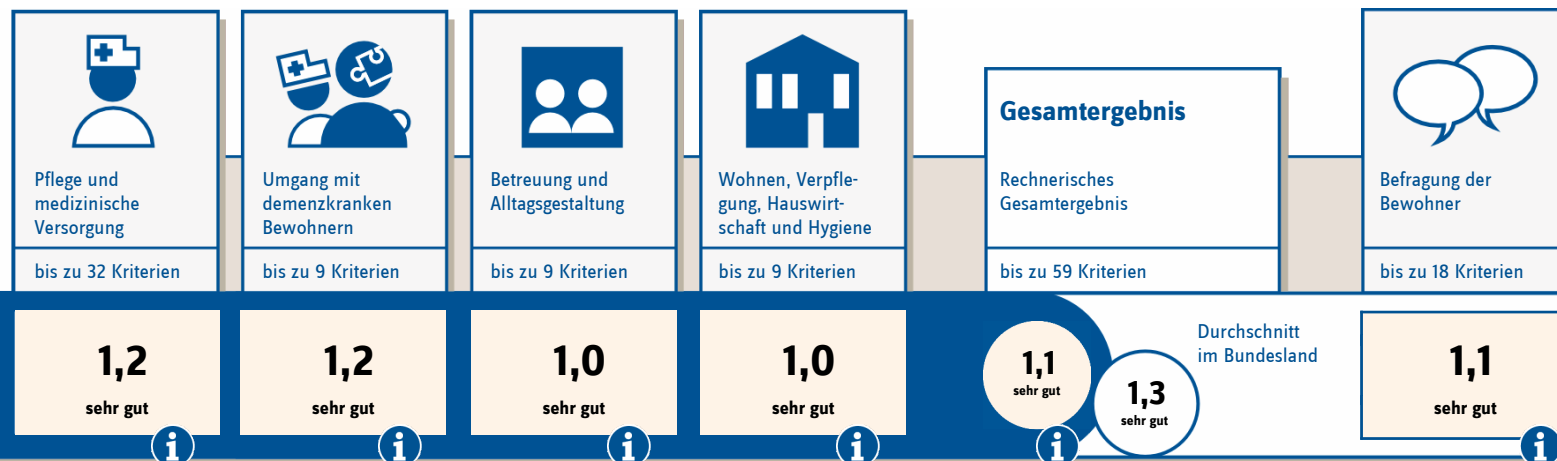 Pflege und
medizinische
Versorgung
bis zu 32 Kriterien
1,2
sehr gut
i
Umgang mit
demenzkranken
Bewohnern
bis zu 9 Kriterien
1,2
sehr gut
i
Betreuung und
Alltagsgestaltung
bis zu 9 Kriterien
1,0
sehr gut
i
Wohnen, Verpfle-
gung, Hauswirt-
schaft und Hygiene
bis zu 9 Kriterien
1,0
sehr gut
i
Gesamtergebnis
Rechnerisches
Gesamtergebnis
bis zu 59 Kriterien
1,1
sehr gut
i
Durchschnitt
im Bundesland
1,3
sehr gut
Befragung der
Bewohner
bis zu 18 Kriterien
1,1
sehr gut
i